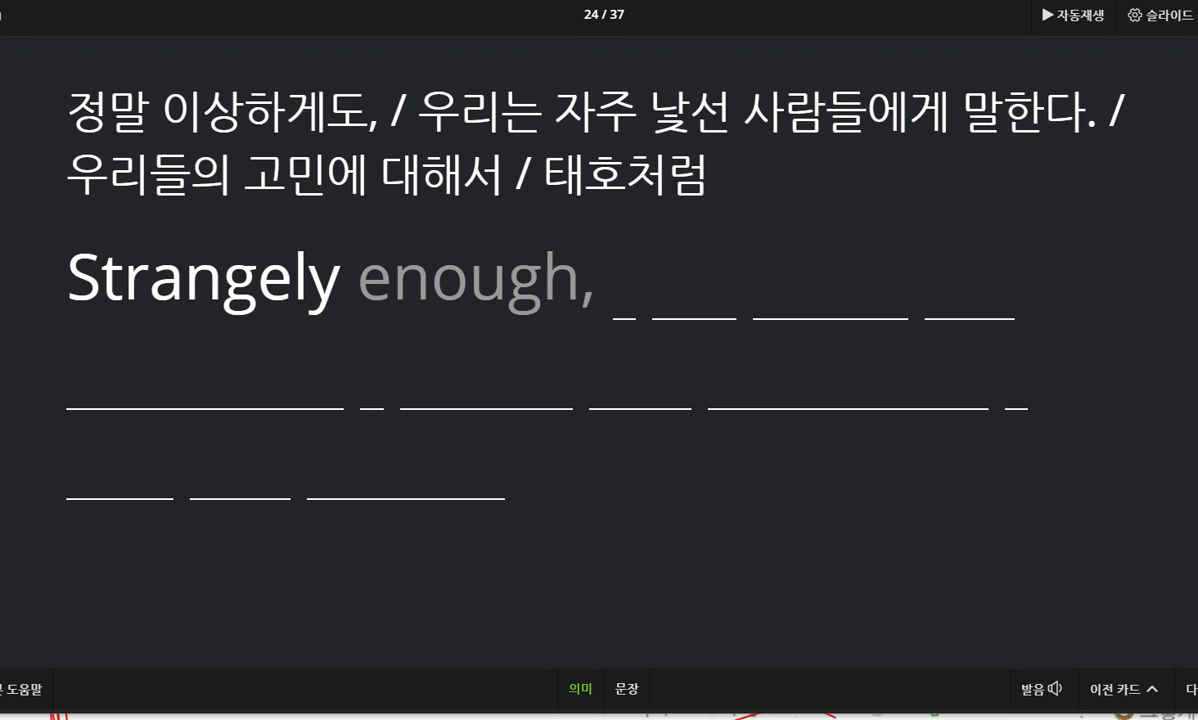 24 / 37
▶ 자동재생
슬라이드
정말 이상하게도, / 우리는 자주 낯선 사람들에게 말한다. /
우리들의 고민에 대해서 / 태호처럼
Strangely enough,
도움말
의미
문장
발음
이전 카드
다